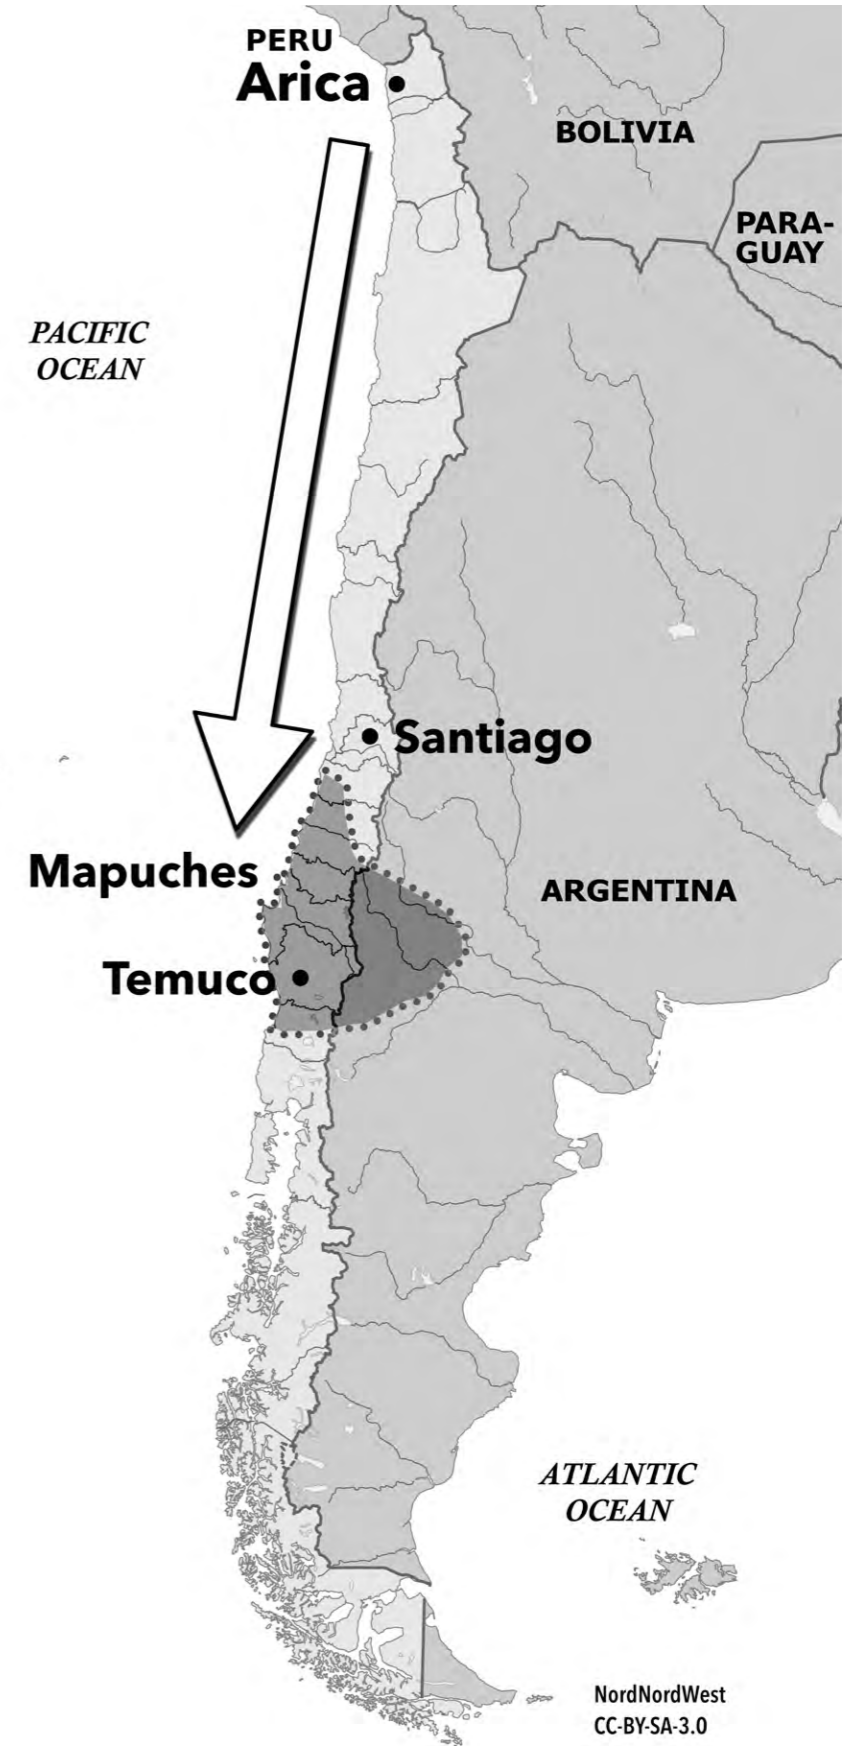 PERU
Arica
BOLIVIA
PARA-
GUAY
PACIFIC
OCEAN
Santiago
Mapuches
ARGENTINA
Temuco
ATLANTIC
OCEAN
NordNordWest
CC-BY-SA-3.0